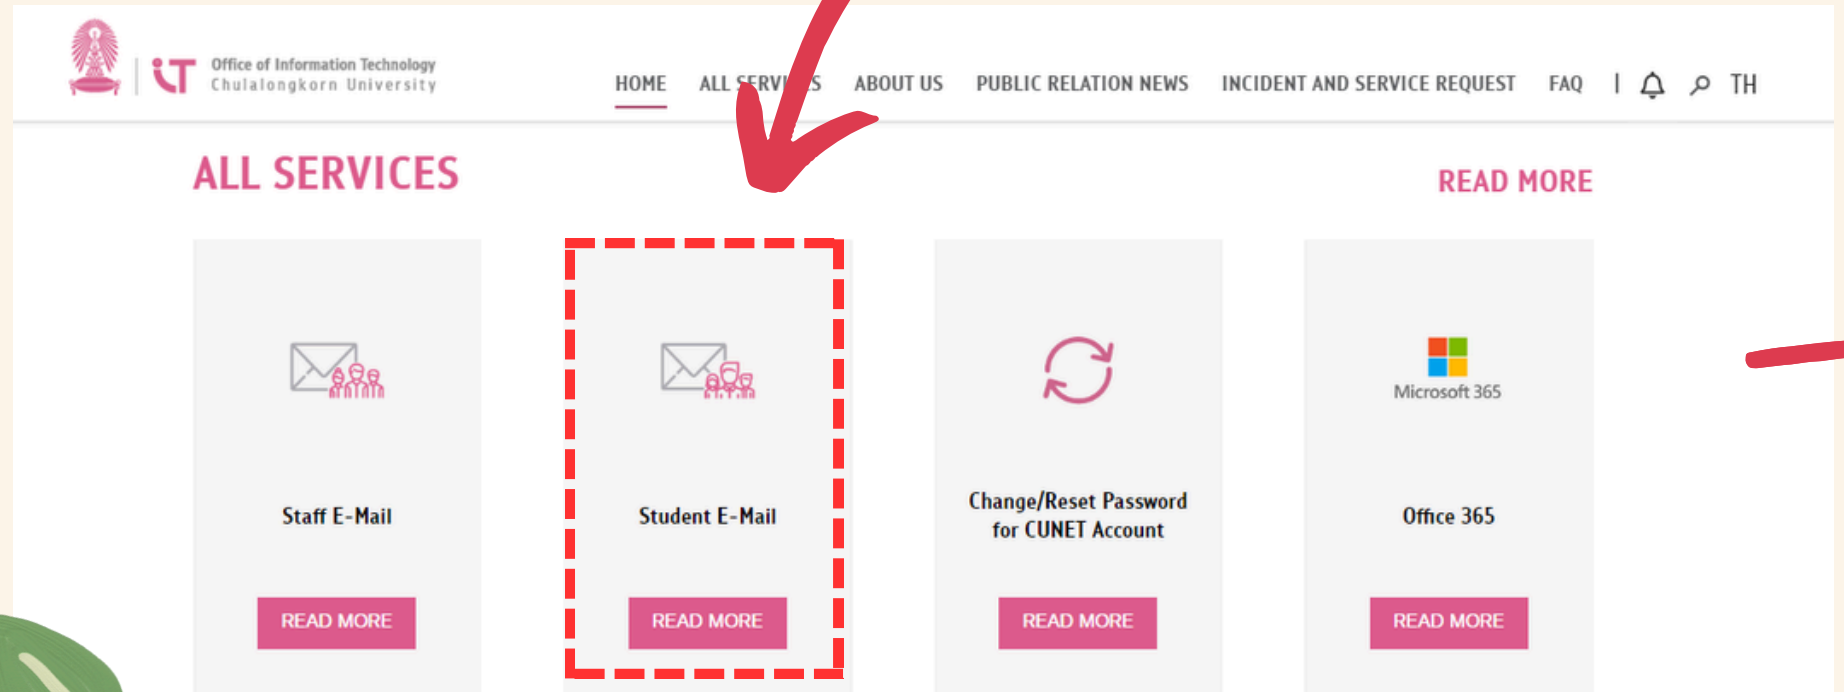 Office of Information Technology
Chulalongkorn University
HOME ALL SERVICES ABOUT US PUBLIC RELATION NEWS INCIDENT AND SERVICE REQUEST FAQ | TH
ALL SERVICES
READ MORE
Staff E-Mail
READ MORE
Student E-Mail
READ MORE
Change/Reset Password
for CUNET Account
READ MORE
Microsoft 365
Office 365
READ MORE